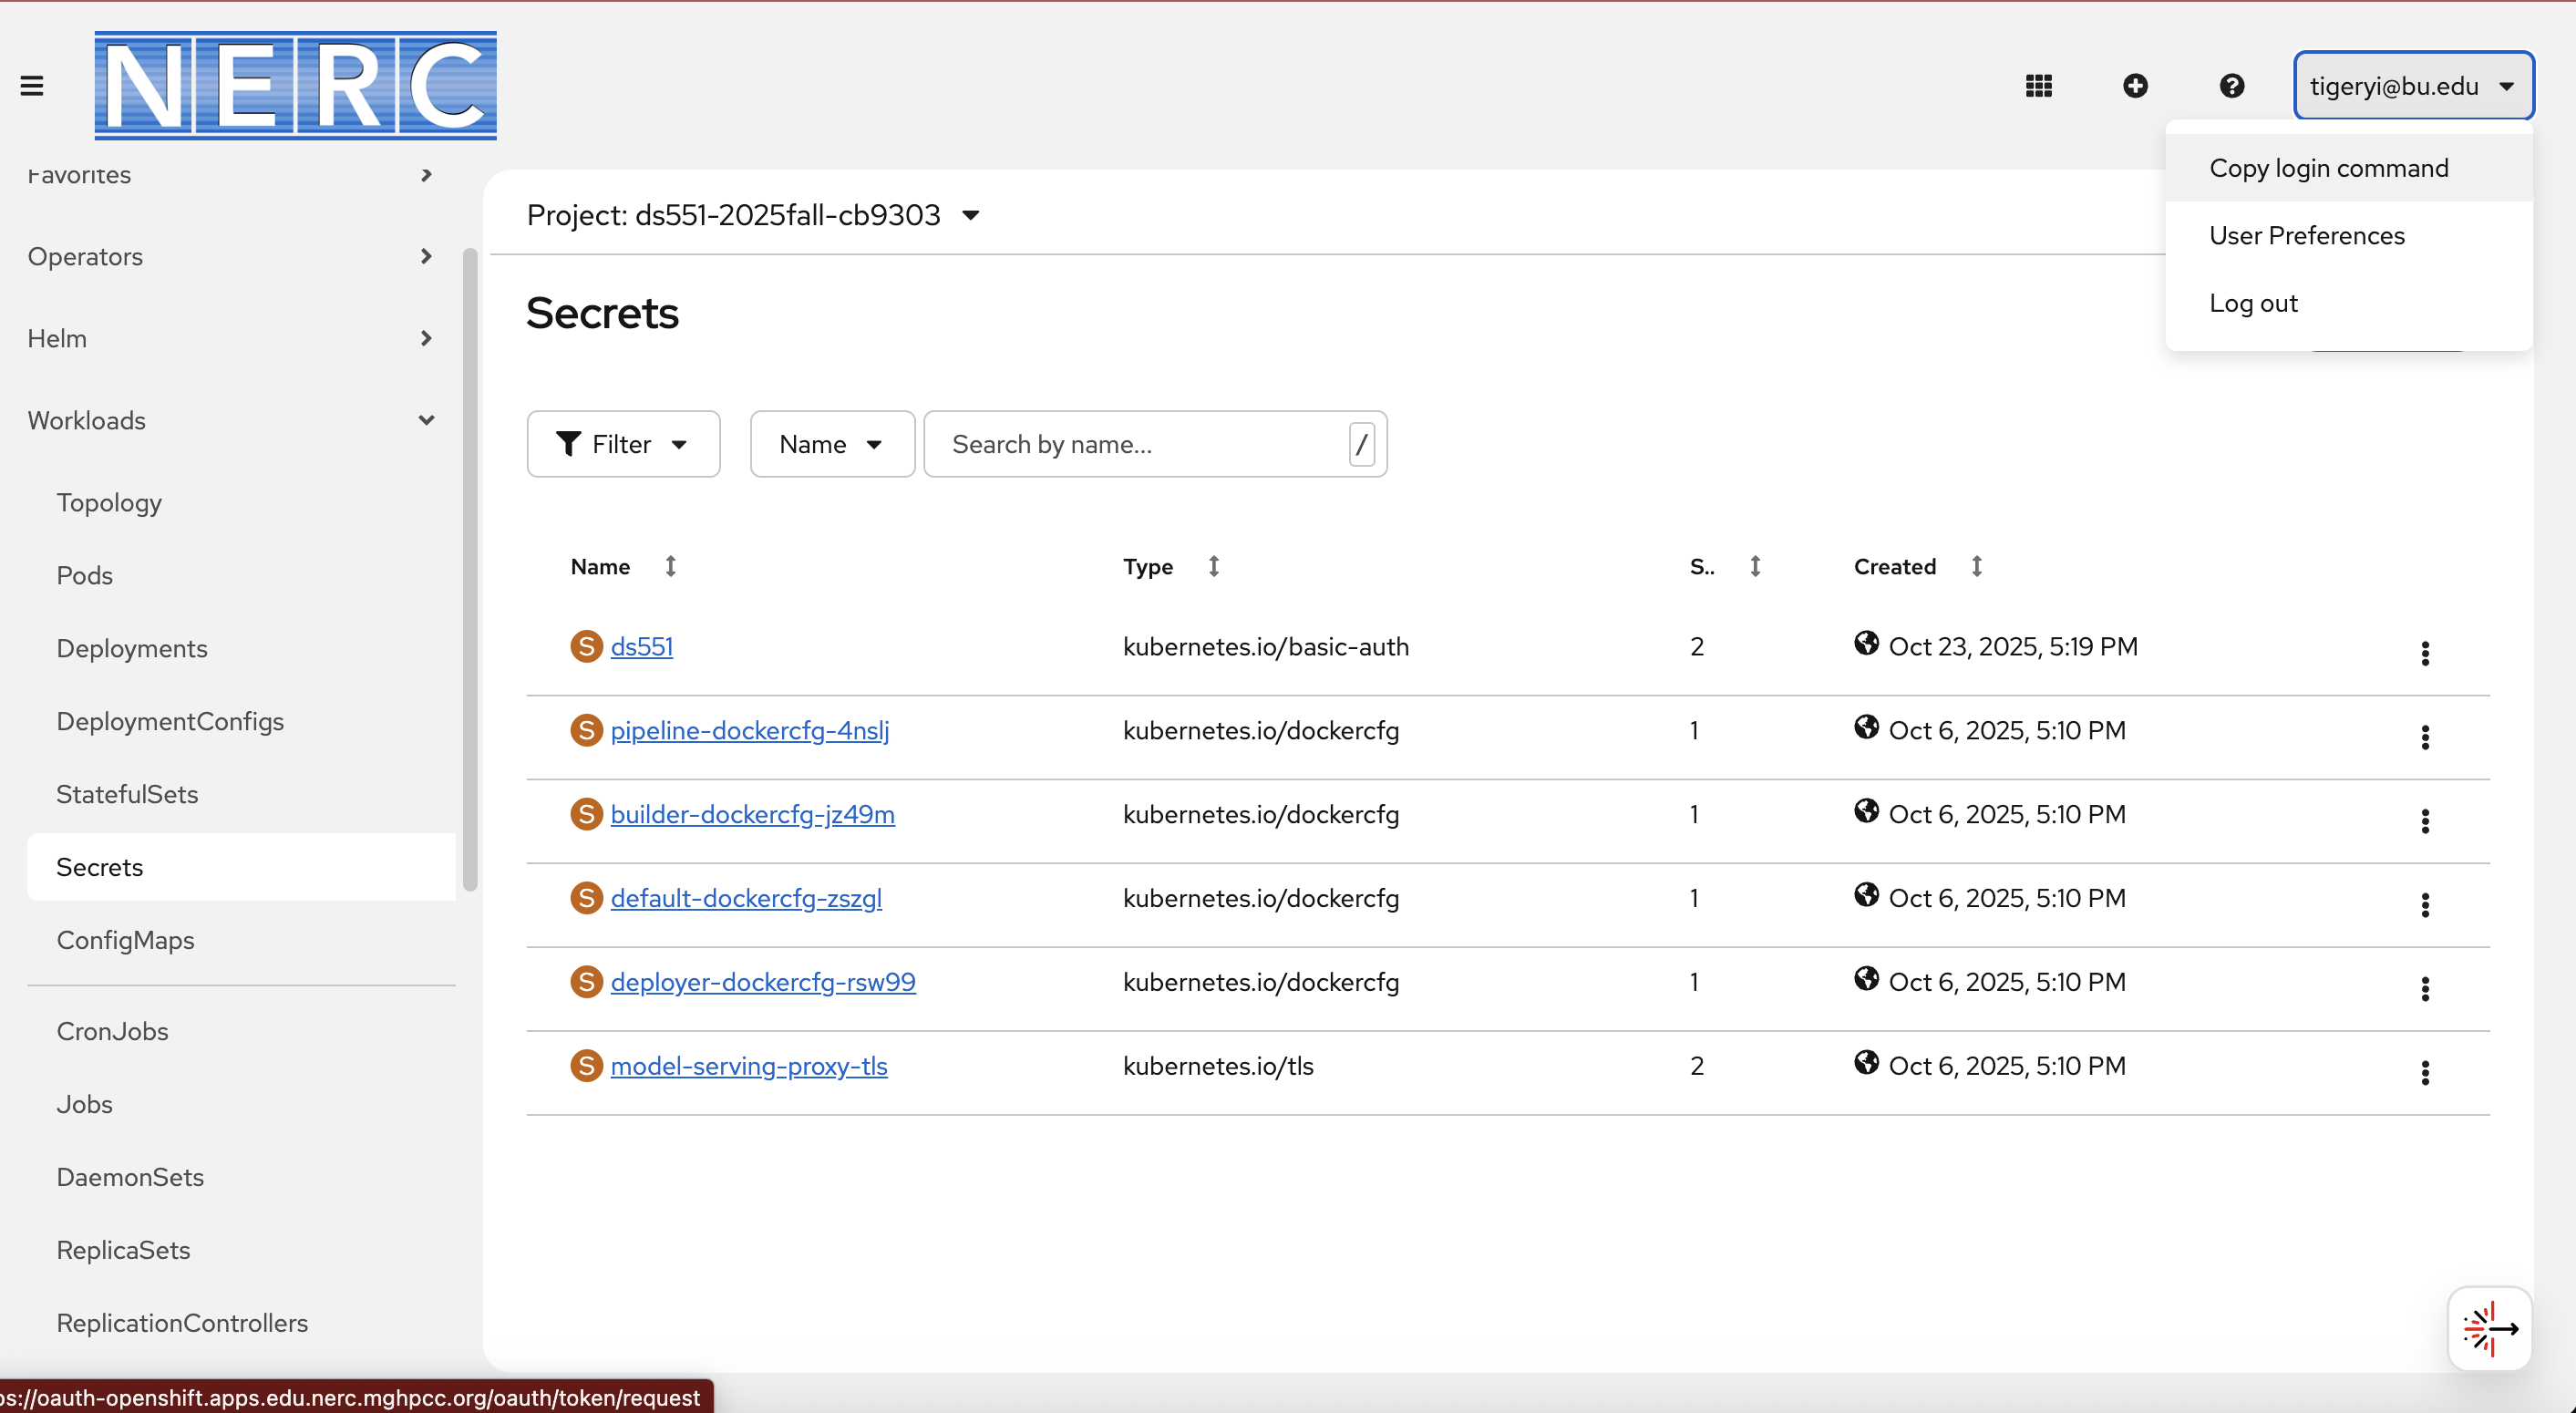 NERC
tigeryi@bu.edu
Copy login command
User Preferences
Log out
Favorites
Operators
Helm
Workloads
Topology
Pods
Deployments
DeploymentConfigs
StatefulSets
Secrets
ConfigMaps
CronJobs
Jobs
DaemonSets
ReplicaSets
ReplicationControllers
Project: ds551-2025fall-cb9303
Secrets
Filter Name Search by name... /
Name Type S.. Created
S ds551 kubernetes.io/basic-auth 2 Oct 23, 2025, 5:19 PM
S pipeline-dockercfg-4nslj kubernetes.io/dockercfg 1 Oct 6, 2025, 5:10 PM
S builder-dockercfg-jz49m kubernetes.io/dockercfg 1 Oct 6, 2025, 5:10 PM
S default-dockercfg-zszgl kubernetes.io/dockercfg 1 Oct 6, 2025, 5:10 PM
S deployer-dockercfg-rsw99 kubernetes.io/dockercfg 1 Oct 6, 2025, 5:10 PM
S model-serving-proxy-tls kubernetes.io/tls 2 Oct 6, 2025, 5:10 PM
ps://oauth-openshift.apps.edu.nerc.mghpcc.org/oauth/token/request